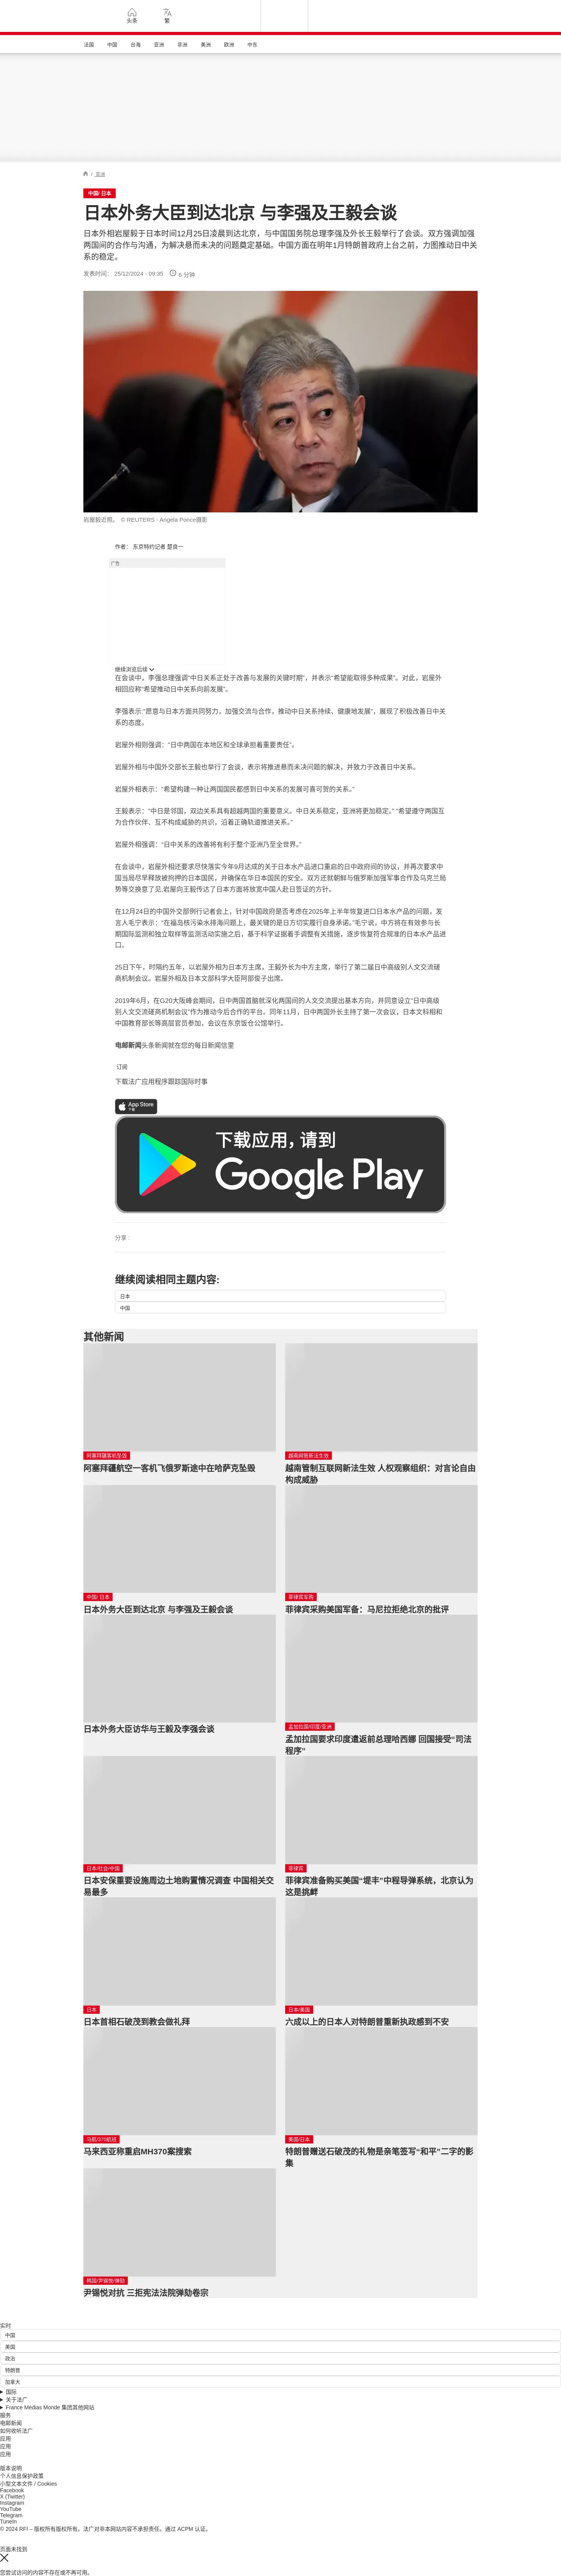 头条
繁
法国
中国
台海
亚洲
非洲
美洲
欧洲
中东
/ 亚洲
中国/ 日本
日本外务大臣到达北京 与李强及王毅会谈
日本外相岩屋毅于日本时间12月25日凌晨到达北京，与中国国务院总理李强及外长王毅举行了会谈。双方强调加强
两国间的合作与沟通，为解决悬而未决的问题奠定基础。中国方面在明年1月特朗普政府上台之前，力图推动日中关
系的稳定。
发表时间： 25/12/2024 - 09:35
6 分钟
岩屋毅近照。 © REUTERS - Angela Ponce摄影
作者： 东京特约记者 楚良一
广告
继续浏览后续
在会谈中，李强总理强调“中日关系正处于改善与发展的关键时期”，并表示“希望能取得多种成果”。对此，岩屋外
相回应称“希望推动日中关系向前发展”。
李强表示:“愿意与日本方面共同努力，加强交流与合作，推动中日关系持续、健康地发展”，展现了积极改善日中关
系的态度。
岩屋外相则强调：“日中两国在本地区和全球承担着重要责任”。
岩屋外相与中国外交部长王毅也举行了会谈，表示将推进悬而未决问题的解决，并致力于改善日中关系。
岩屋外相表示：“希望构建一种让两国国民都感到日中关系的发展可喜可贺的关系。”
王毅表示：“中日是邻国，双边关系具有超越两国的重要意义。中日关系稳定，亚洲将更加稳定。” “希望遵守两国互
为合作伙伴、互不构成威胁的共识，沿着正确轨道推进关系。”
岩屋外相强调：“日中关系的改善将有利于整个亚洲乃至全世界。”
在会谈中，岩屋外相还要求尽快落实今年9月达成的关于日本水产品进口重启的日中政府间的协议，并再次要求中
国当局尽早释放被拘押的日本国民，并确保在华日本国民的安全。双方还就朝鲜与俄罗斯加强军事合作及乌克兰局
势等交换意了见,岩屋向王毅传达了日本方面将放宽中国人赴日签证的方针。
在12月24日的中国外交部例行记者会上，针对中国政府是否考虑在2025年上半年恢复进口日本水产品的问题，发
言人毛宁表示：“在福岛核污染水排海问题上，最关键的是日方切实履行自身承诺。”毛宁说，中方将在有效参与长
期国际监测和独立取样等监测活动实施之后，基于科学证据着手调整有关措施，逐步恢复符合规准的日本水产品进
口。
25日下午，时隔约五年，以岩屋外相为日本方主席，王毅外长为中方主席，举行了第二届日中高级别人文交流磋
商机制会议。岩屋外相及日本文部科学大臣阿部俊子出席。
2019年6月，在G20大阪峰会期间，日中两国首脑就深化两国间的人文交流提出基本方向，并同意设立“日中高级
别人文交流磋商机制会议”作为推动今后合作的平台。同年11月，日中两国外长主持了第一次会议，日本文科相和
中国教育部长等高层官员参加，会议在东京饭仓公馆举行。
电邮新闻头条新闻就在您的每日新闻信里
订阅
下载法广应用程序跟踪国际时事
App Store
下载
下载应用，请到
Google Play
分享 :
继续阅读相同主题内容:
日本
中国
其他新闻
阿塞拜疆客机坠毁
阿塞拜疆航空一客机飞俄罗斯途中在哈萨克坠毁
越南网管新法生效
越南管制互联网新法生效 人权观察组织：对言论自由
构成威胁
中国/ 日本
日本外务大臣到达北京 与李强及王毅会谈
菲律宾军购
菲律宾采购美国军备：马尼拉拒绝北京的批评
日本外务大臣访华与王毅及李强会谈
孟加拉国/印度/亚洲
孟加拉国要求印度遣返前总理哈西娜 回国接受“司法
程序”
日本/社会/中国
日本安保重要设施周边土地购置情况调查 中国相关交
易最多
菲律宾
菲律宾准备购买美国“堤丰”中程导弹系统，北京认为
这是挑衅
日本
日本首相石破茂到教会做礼拜
日本/美国
六成以上的日本人对特朗普重新执政感到不安
马航/370航班
马来西亚称重启MH370案搜索
美国/日本
特朗普赠送石破茂的礼物是亲笔签写“和平”二字的影
集
韩国/尹锡悦/弹劾
尹锡悦对抗 三拒宪法法院弹劾卷宗
实时
中国
美国
政治
特朗普
加拿大
国际
关于法广
France Médias Monde 集团其他网站
服务
电邮新闻
如何收听法广
应用
应用
应用
版本说明
个人信息保护政策
小型文本文件 / Cookies
Facebook
X (Twitter)
Instagram
YouTube
Telegram
TuneIn
© 2024 RFI – 版权所有版权所有。法广对非本网站内容不承担责任。通过 ACPM 认证。
页面未找到
您尝试访问的内容不存在或不再可用。